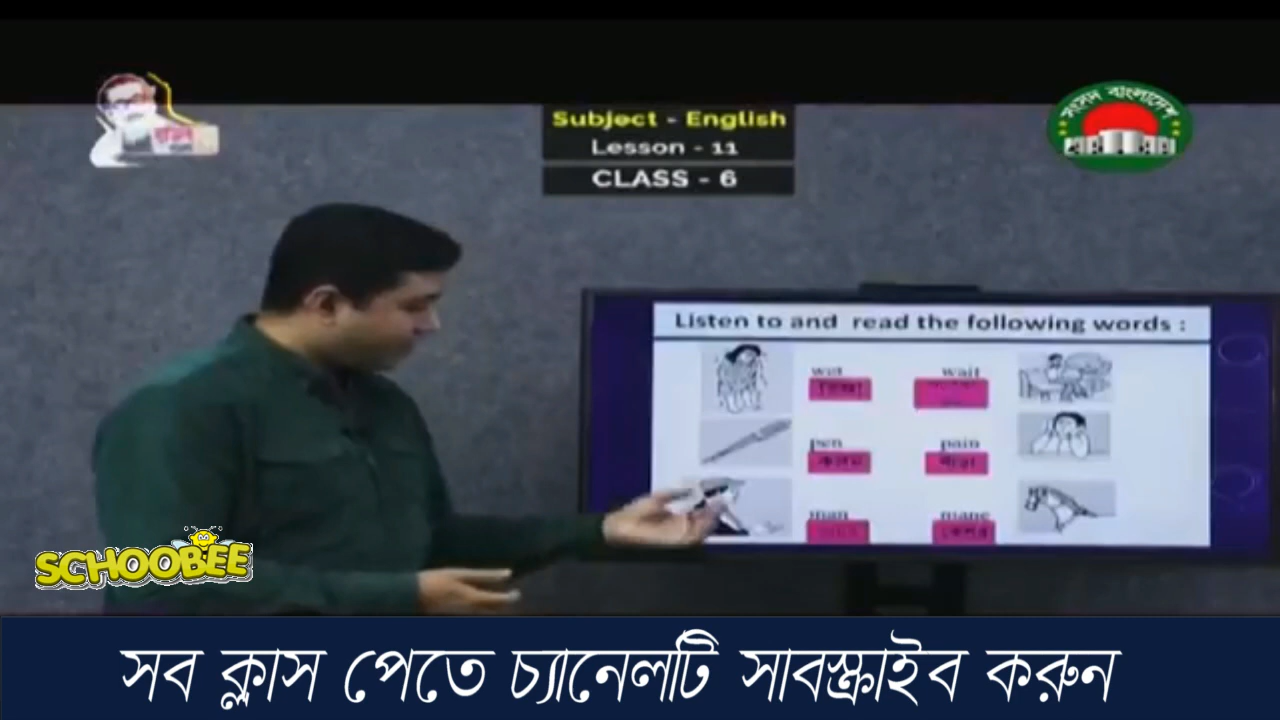 সংসদ বাংলাদেশ
Subject - English
Lesson - 11
CLASS - 6
Listen to and read the following words :
wet wait
pen pain
কলম
man mane
কেশর
SCHOOBEE
সব ক্লাস পেতে চ্যানেলটি সাবস্ক্রাইব করুন